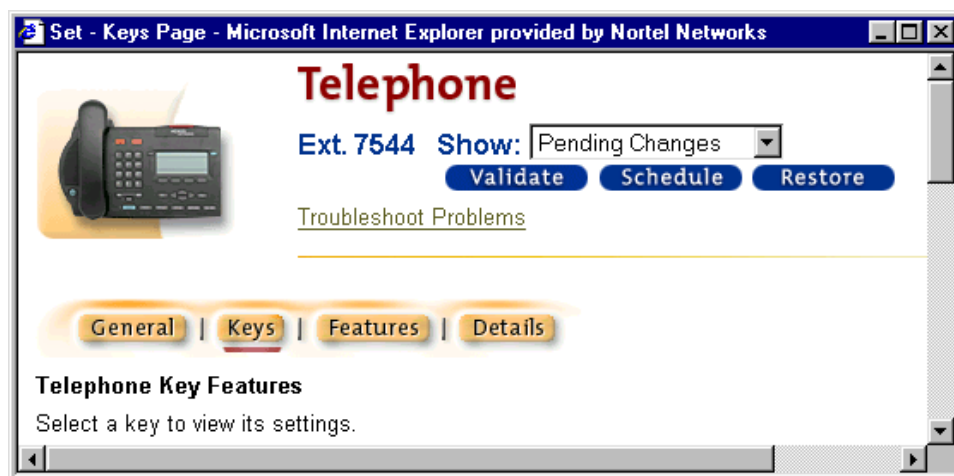 Set - Keys Page - Microsoft Internet Explorer provided by Nortel Networks
Telephone
Ext. 7544 Show: Pending Changes
Validate Schedule Restore
Troubleshoot Problems
General | Keys | Features | Details
Telephone Key Features
Select a key to view its settings.